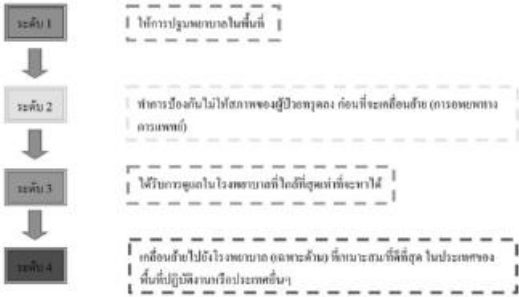 ระดับ 1
ให้การปฐมพยาบาลในพื้นที่
ระดับ 2
ทำการป้องกันไม่ให้สภาพของผู้ป่วยทรุดลง ก่อนที่จะเคลื่อนย้าย (การอพยพทาง
การแพทย์)
ระดับ 3
ได้รับการดูแลในโรงพยาบาลที่ใกล้ที่สุดเท่าที่จะหาได้
ระดับ 4
เคลื่อนย้ายไปยังโรงพยาบาล (เฉพาะด้าน) ที่เหมาะสม/ที่ดีที่สุด ในประเทศของ
พื้นที่ปฏิบัติงานหรือประเทศอื่นๆ